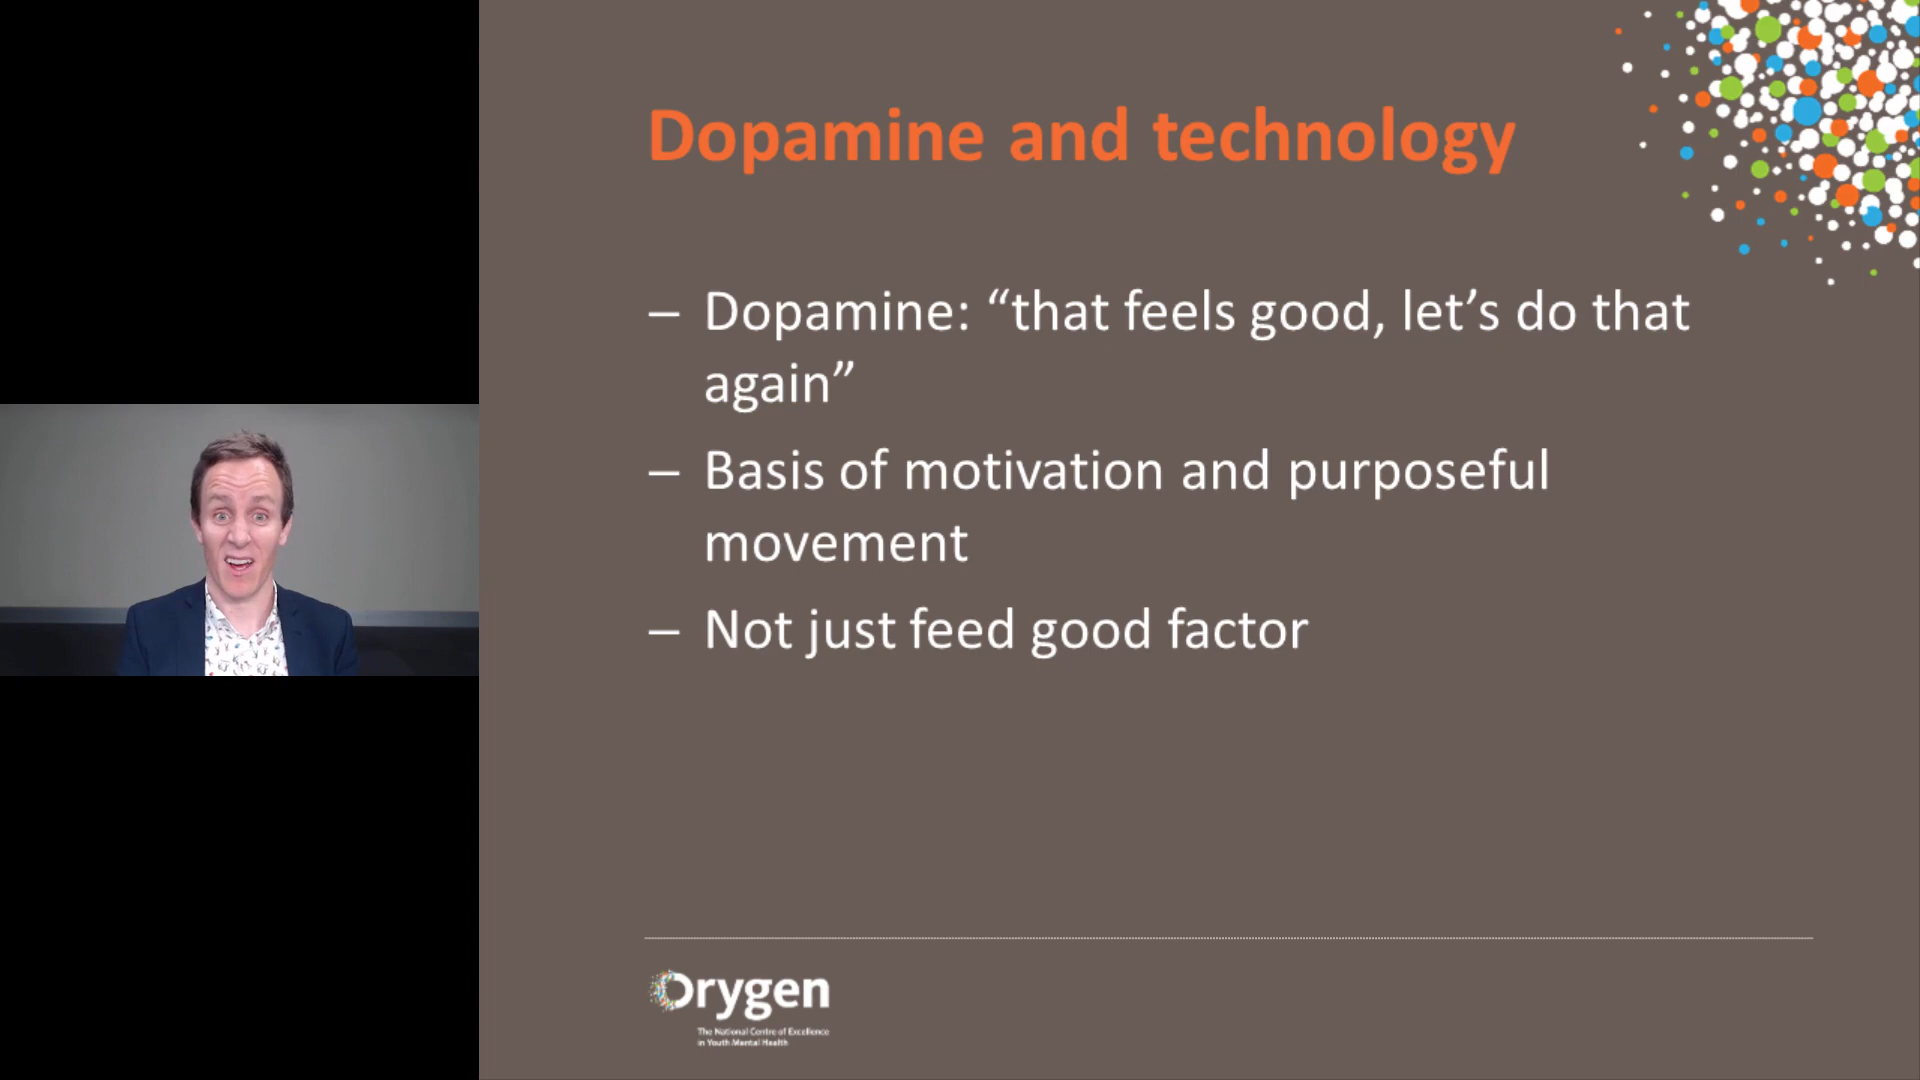 Dopamine and technology
– Dopamine: “that feels good, let’s do that
again”
– Basis of motivation and purposeful
movement
– Not just feed good factor
Orygen
The National Centre of Excellence
in Youth Mental Health